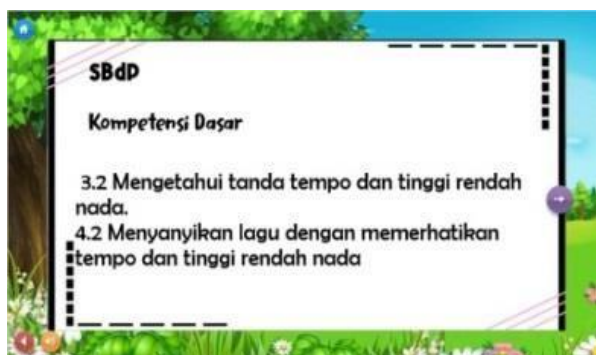 SBdP
Kompetensi Dasar
3.2 Mengetahui tanda tempo dan tinggi rendah
nada.
4.2 Menyanyikan lagu dengan memerhatikan
tempo dan tinggi rendah nada